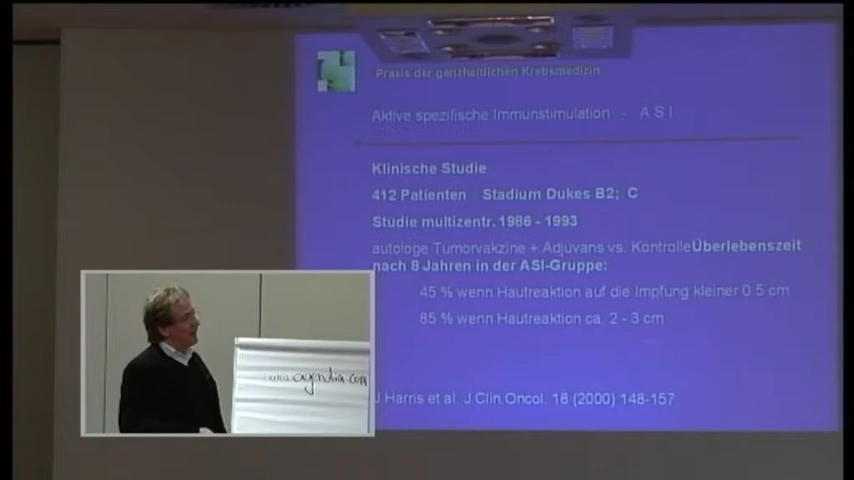 Praxis der ganzheitlichen Krebsmedizin
Aktive spezifische Immunstimulation - A S I
Klinische Studie
412 Patienten Stadium Dukes B2; C
Studie multizentr. 1986 - 1993
autologe Tumorvakzine + Adjuvans vs. KontrolleÜberlebenszeit
nach 8 Jahren in der ASI-Gruppe:
45 % wenn Hautreaktion auf die Impfung kleiner 0.5 cm
85 % wenn Hautreaktion ca. 2 - 3 cm
J Harris et al. J.Clin.Oncol. 18 (2000) 148-157